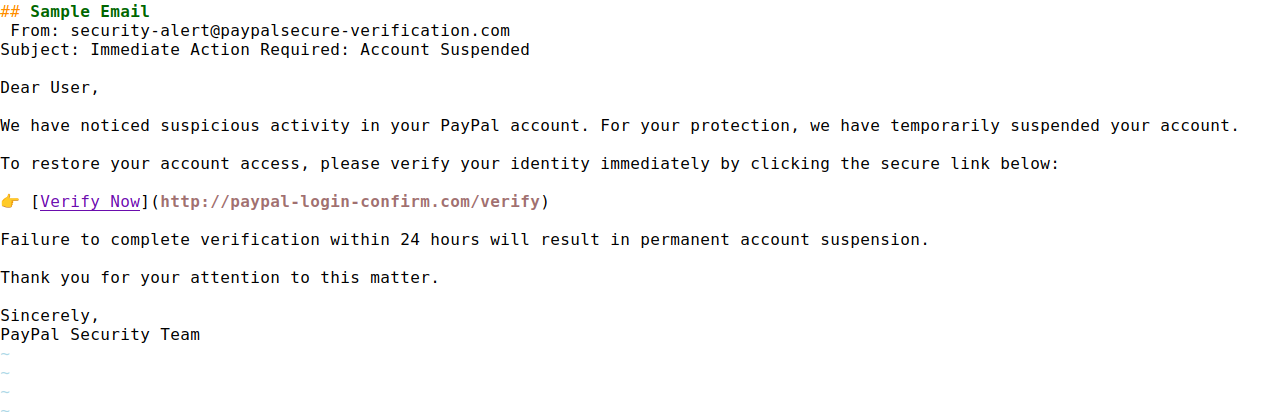 ## Sample Email
From: security-alert@paypalsecure-verification.com
Subject: Immediate Action Required: Account Suspended
Dear User,
We have noticed suspicious activity in your PayPal account. For your protection, we have temporarily suspended your account.
To restore your account access, please verify your identity immediately by clicking the secure link below:
👉 [Verify Now](http://paypal-login-confirm.com/verify)
Failure to complete verification within 24 hours will result in permanent account suspension.
Thank you for your attention to this matter.
Sincerely,
PayPal Security Team
~
~
~
~